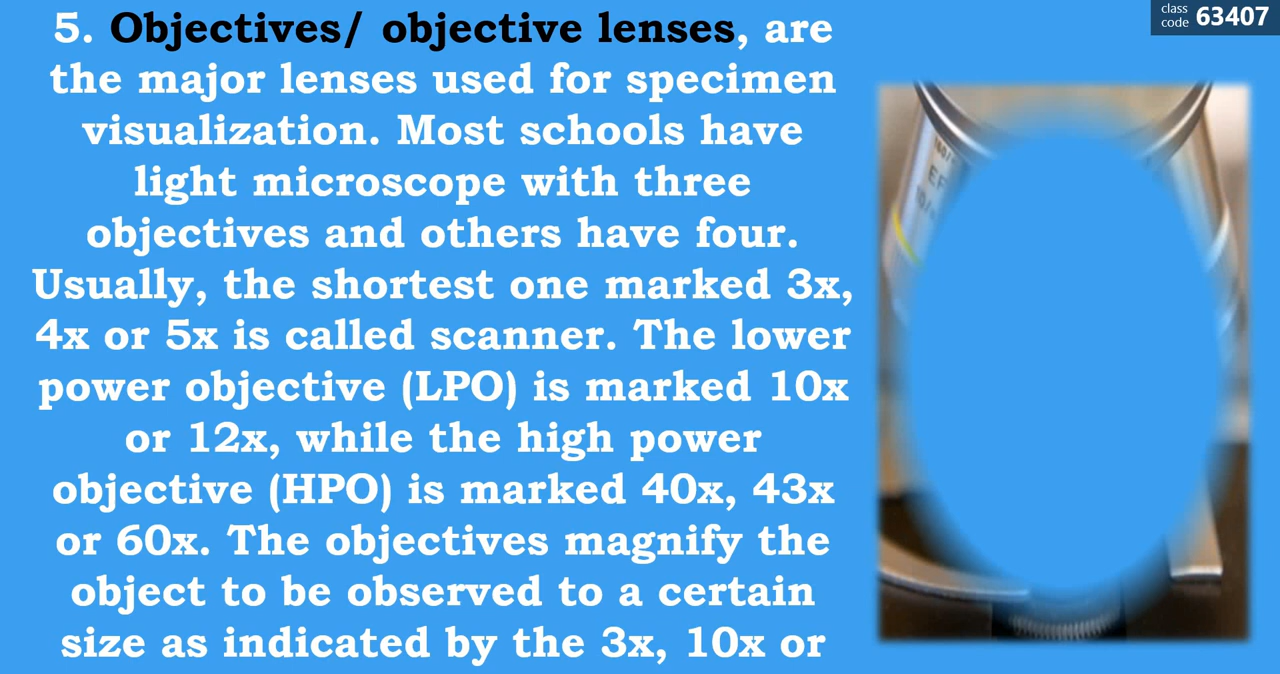 class
code 63407
5. Objectives/ objective lenses, are
the major lenses used for specimen
visualization. Most schools have
light microscope with three
objectives and others have four.
Usually, the shortest one marked 3x,
4x or 5x is called scanner. The lower
power objective (LPO) is marked 10x
or 12x, while the high power
objective (HPO) is marked 40x, 43x
or 60x. The objectives magnify the
object to be observed to a certain
size as indicated by the 3x, 10x or